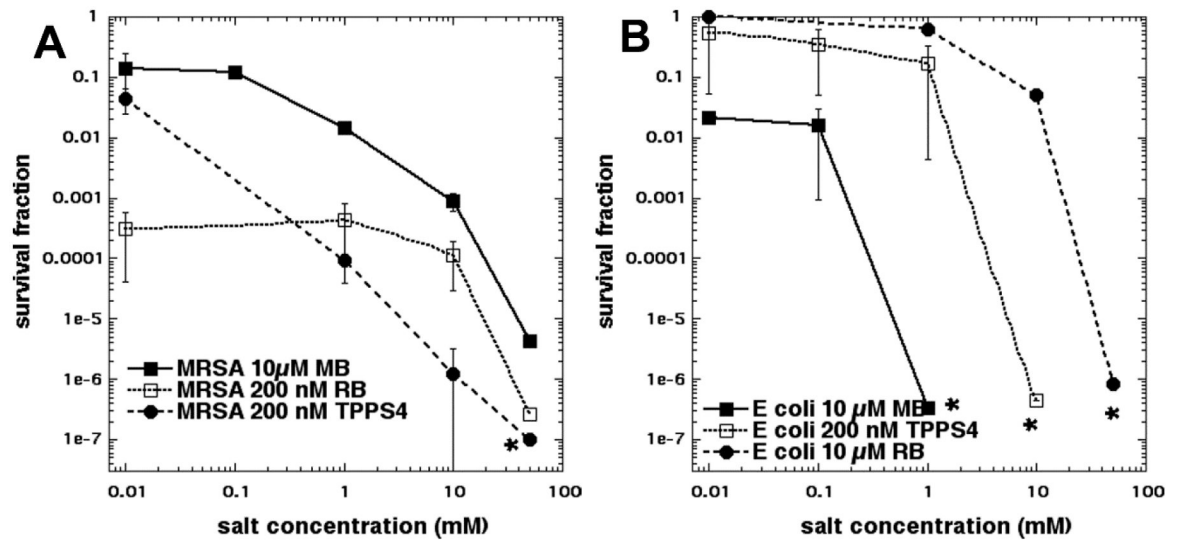 A
survival fraction
1
0.1
0.01
0.001
0.0001
1e-5
1e-6
1e-7
MRSA 10µM MB
MRSA 200 nM RB
MRSA 200 nM TPPS4
*
0.01 0.1 1 10 100
salt concentration (mM)
B
survival fraction
1
0.1
0.01
0.001
0.0001
1e-5
1e-6
1e-7
E coli 10 µM MB
E coli 200 nM TPPS4
E coli 10 µM RB
* * *
0.01 0.1 1 10 100
salt concentration (mM)